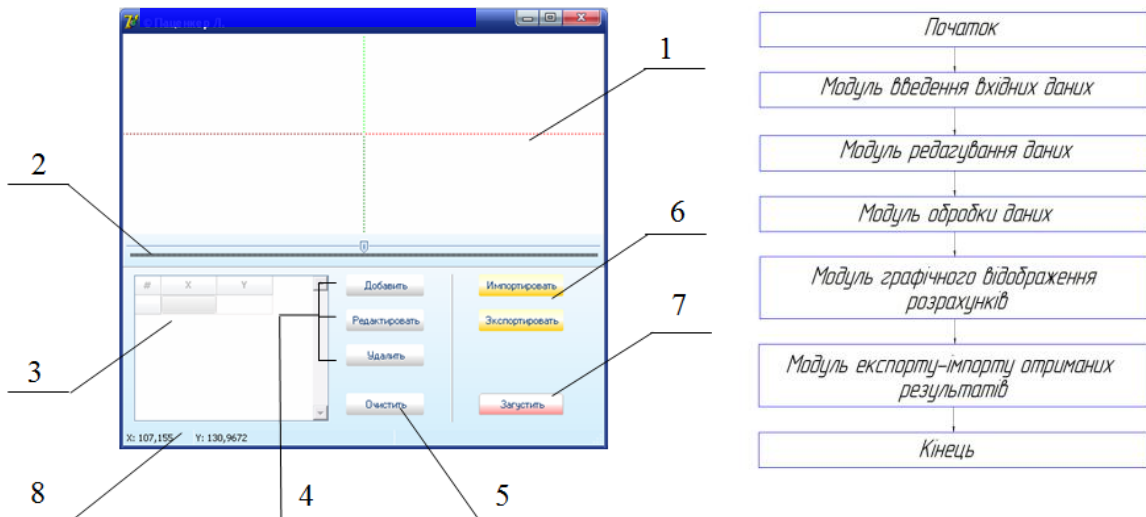 © Паценкер Л.
1
2
6
7
3
8
4
5
# X Y
Добавить
Редактировать
Удалить
Очистить
Импортировать
Экспортировать
Загустить
X: 107,155 Y: 130,9672
Початок
Модуль введення вхідних даних
Модуль редагування даних
Модуль обробки даних
Модуль графічного відображення
розрахунків
Модуль експорту-імпорту отриманих
результатів
Кінець